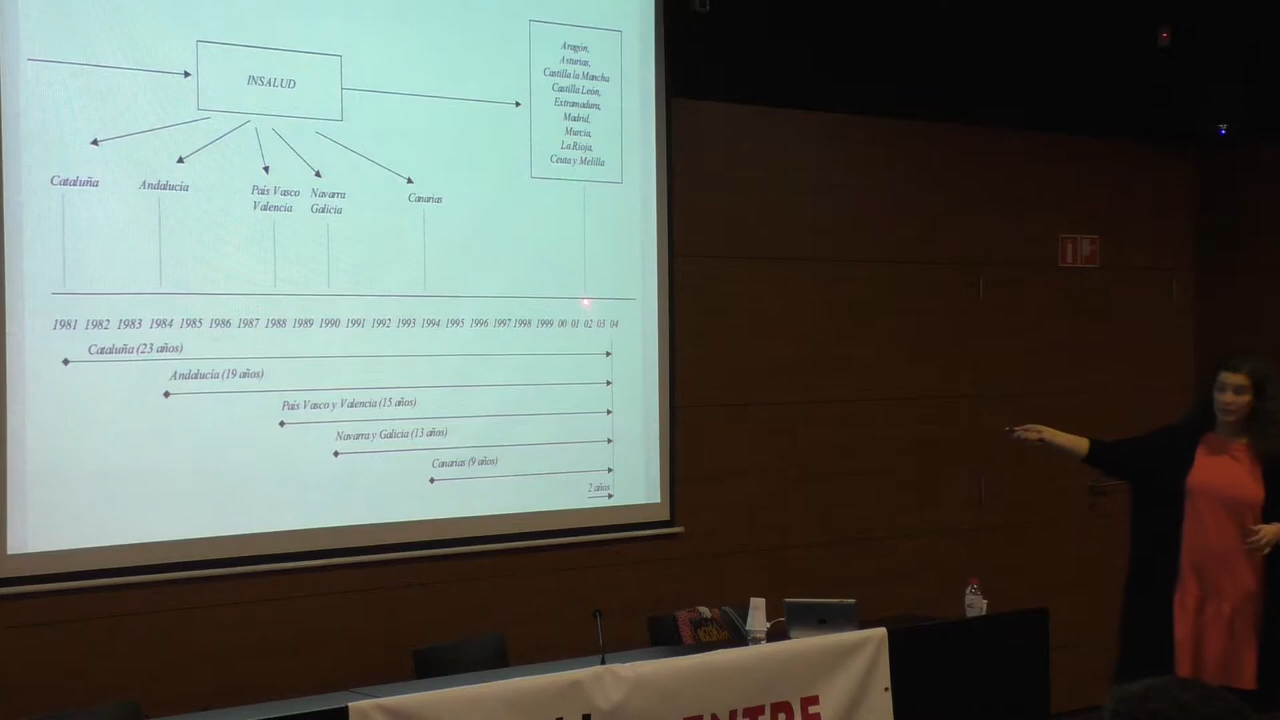 INSALUD
Aragón,
Asturias,
Castilla la Mancha
Castilla León,
Extremadura,
Madrid,
Murcia,
La Rioja,
Ceuta y Melilla
Cataluña
Andalucia
País Vasco
Valencia
Navarra
Galicia
Canarias
1981 1982 1983 1984 1985 1986 1987 1988 1989 1990 1991 1992 1993 1994 1995 1996 1997 1998 1999 00 01 02 03 04
Cataluña (23 años)
Andalucía (19 años)
País Vasco y Valencia (15 años)
Navarra y Galicia (13 años)
Canarias (9 años)
2 años